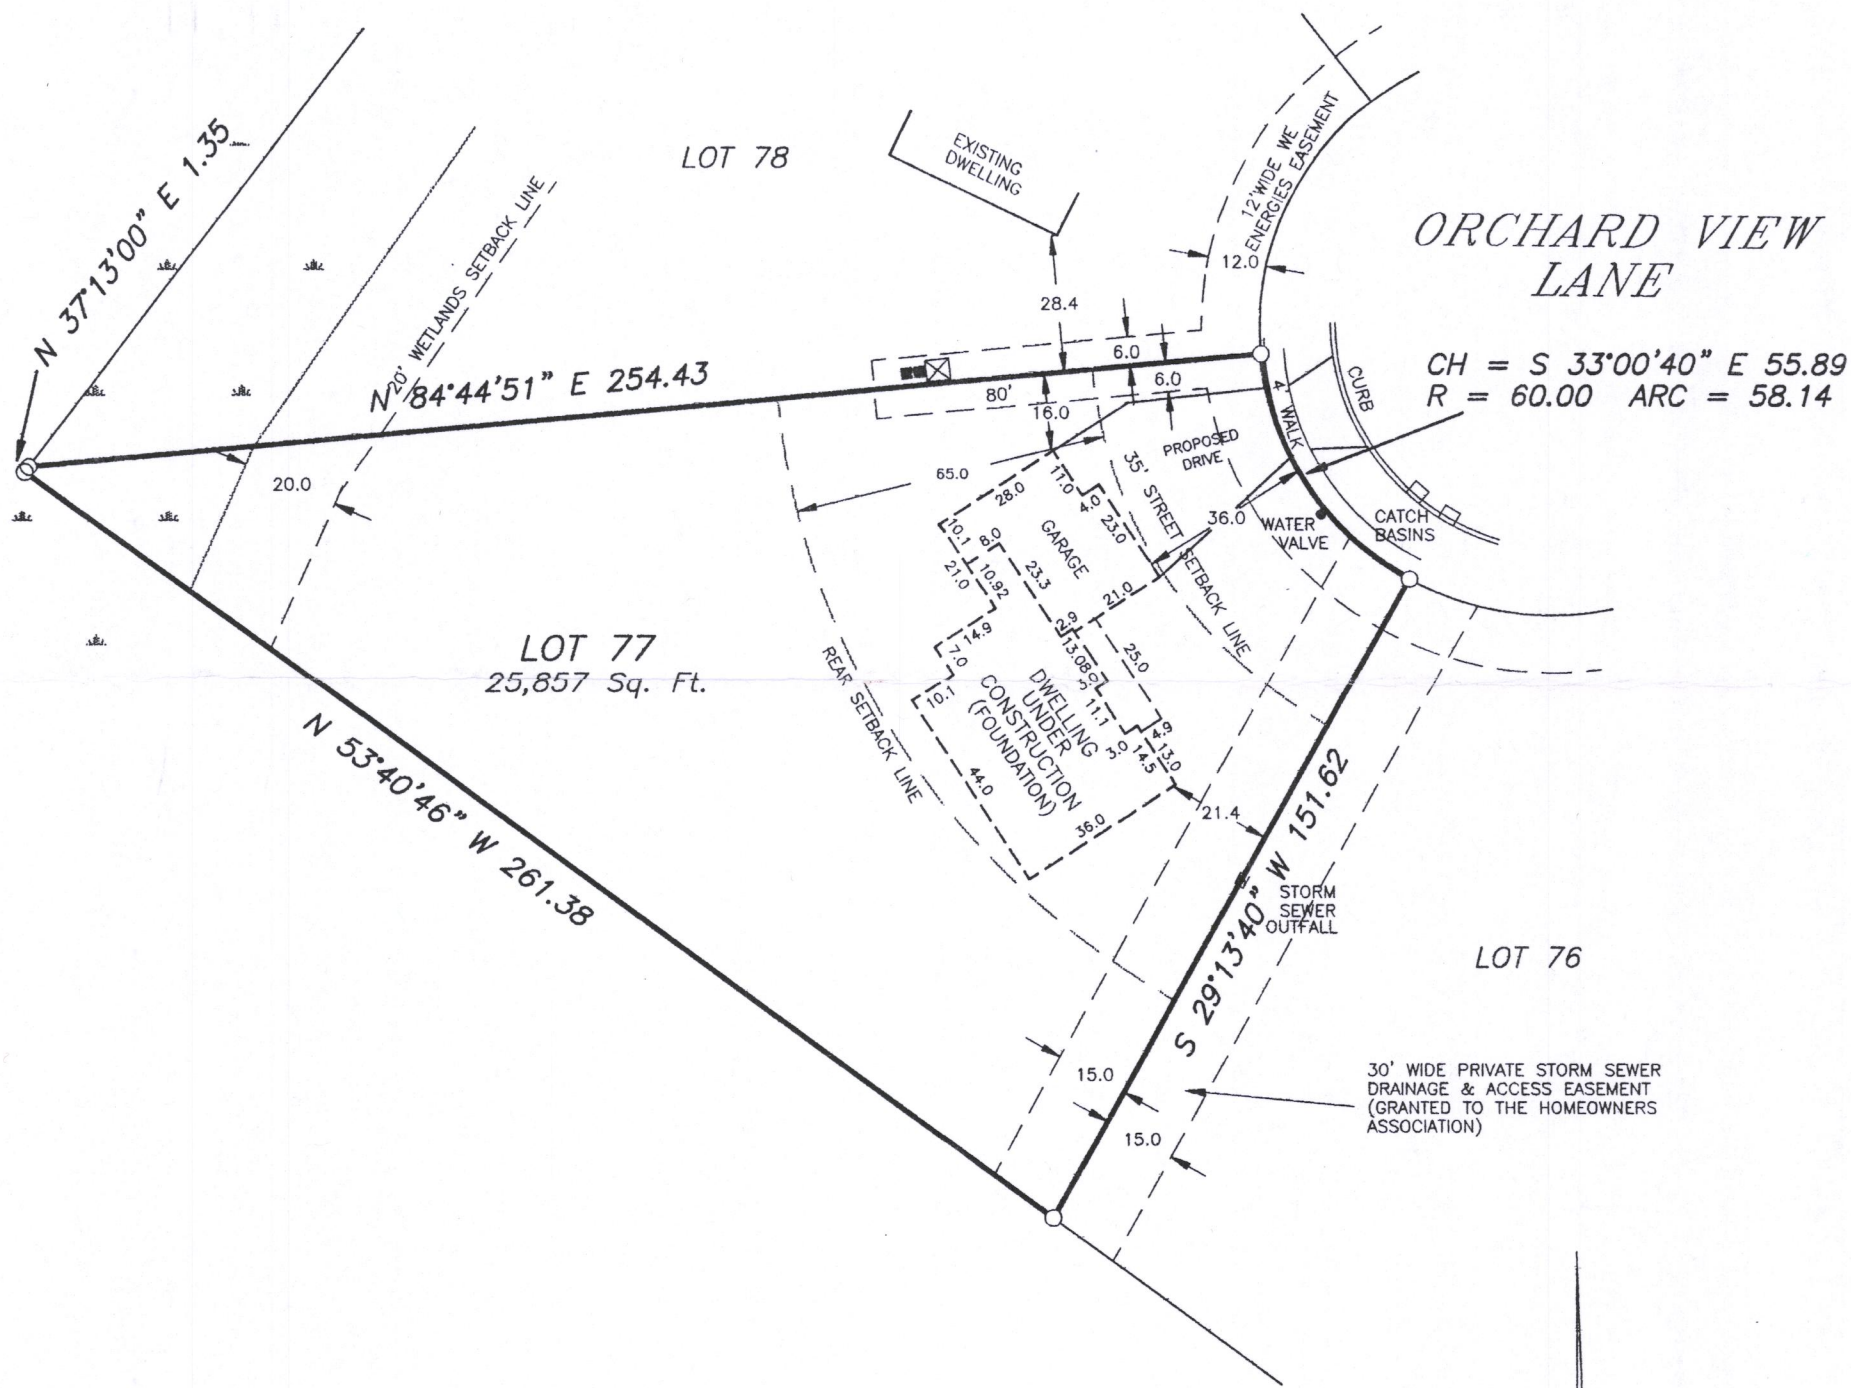 N 37°13'00" E 1.35
LOT 78
EXISTING
DWELLING
12' WIDE WE
ENERGIES EASEMENT
12.0
ORCHARD VIEW
LANE
CH = S 33°00'40" E 55.89
R = 60.00 ARC = 58.14
20' WETLANDS SETBACK LINE
N 84°44'51" E 254.43
28.4
6.0
6.0
80'
16.0
20.0
CURB
4' WALK
PROPOSED
DRIVE
35' STREET SETBACK LINE
65.0
28.0
11.0
4.0
23.0
36.0
WATER
VALVE
CATCH
BASINS
GARAGE
10.1
8.0
23.3
10.92
21.0
21.0
2.9
14.9
7.0
10.1
13.08
25.0
11.1
3.0
4.9
13.0
14.5
44.0
36.0
DWELLING
UNDER
CONSTRUCTION
(FOUNDATION)
LOT 77
25,857 Sq. Ft.
REAR SETBACK LINE
N 53°40'46" W 261.38
21.4
S 29°13'40" W 151.62
STORM
SEWER
OUTFALL
LOT 76
15.0
15.0
30' WIDE PRIVATE STORM SEWER
DRAINAGE & ACCESS EASEMENT
(GRANTED TO THE HOMEOWNERS
ASSOCIATION)